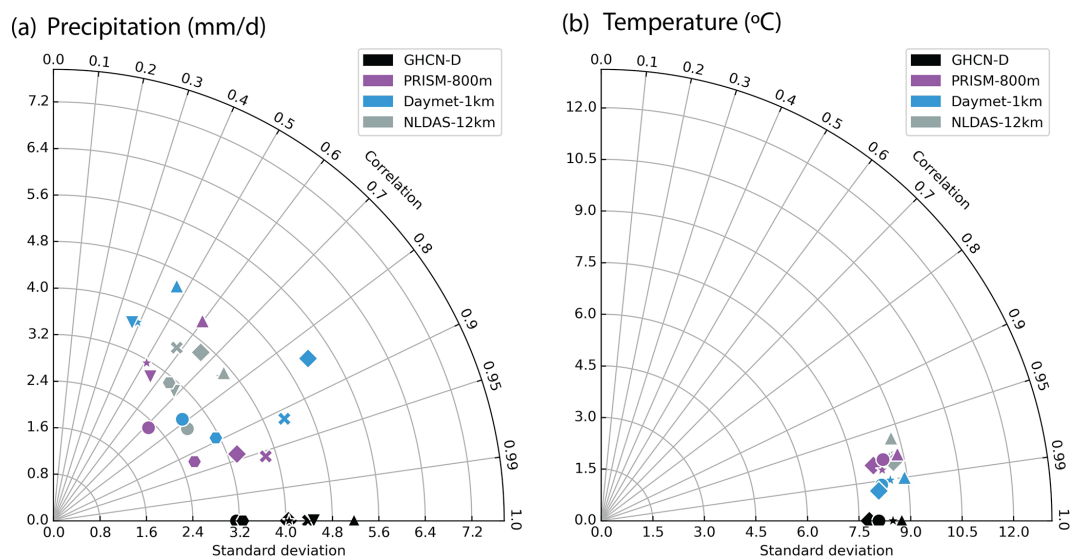 (a) Precipitation (mm/d)
GHCN-D
PRISM-800m
Daymet-1km
NLDAS-12km
0.0 0.1 0.2 0.3 0.4 0.5 0.6 0.7 0.8 0.9 0.95 0.99 1.0
Correlation
7.2
6.4
5.6
4.8
4.0
3.2
2.4
1.6
0.8
0.0
0.0 0.8 1.6 2.4 3.2 4.0 4.8 5.6 6.4 7.2
Standard deviation
(b) Temperature (ºC)
GHCN-D
PRISM-800m
Daymet-1km
NLDAS-12km
0.0 0.1 0.2 0.3 0.4 0.5 0.6 0.7 0.8 0.9 0.95 0.99 1.0
Correlation
12.0
10.5
9.0
7.5
6.0
4.5
3.0
1.5
0.0
0.0 1.5 3.0 4.5 6.0 7.5 9.0 10.5 12.0
Standard deviation